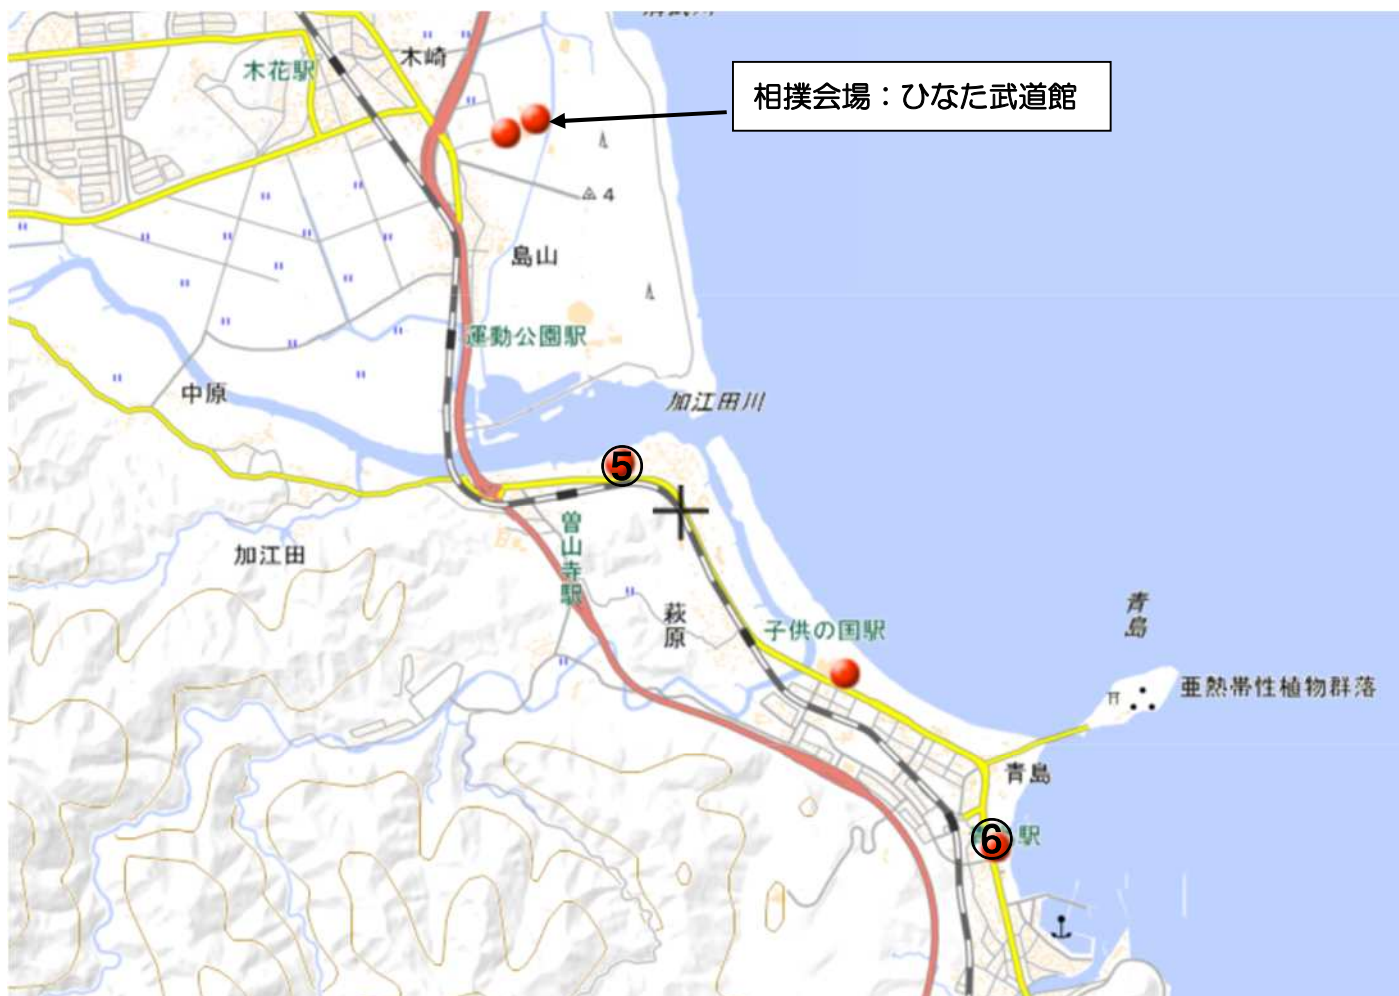 木花駅
木崎
相撲会場：ひなた武道館
4
島山
運動公園駅
中原
加江田川
⑤
加江田
曽山寺駅
萩原
子供の国駅
青島
亜熱帯性植物群落
青島
⑥
駅